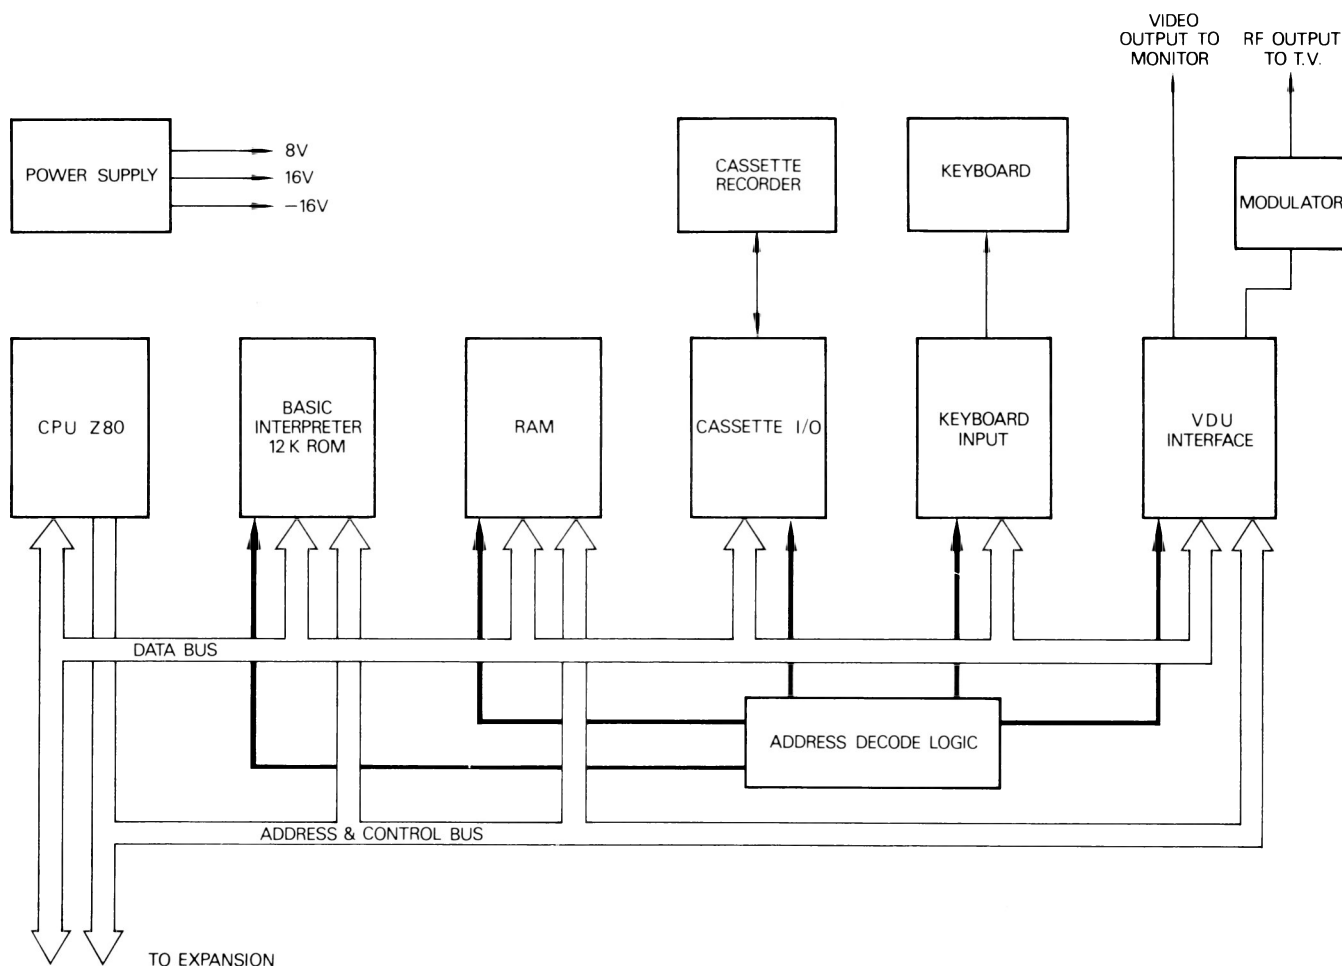 VIDEO
OUTPUT TO
MONITOR
RF OUTPUT
TO T.V.
POWER SUPPLY
8V
16V
−16V
CASSETTE
RECORDER
KEYBOARD
MODULATOR
CPU Z80
BASIC
INTERPRETER
12K ROM
RAM
CASSETTE I/O
KEYBOARD
INPUT
VDU
INTERFACE
DATA BUS
ADDRESS DECODE LOGIC
ADDRESS & CONTROL BUS
TO EXPANSION